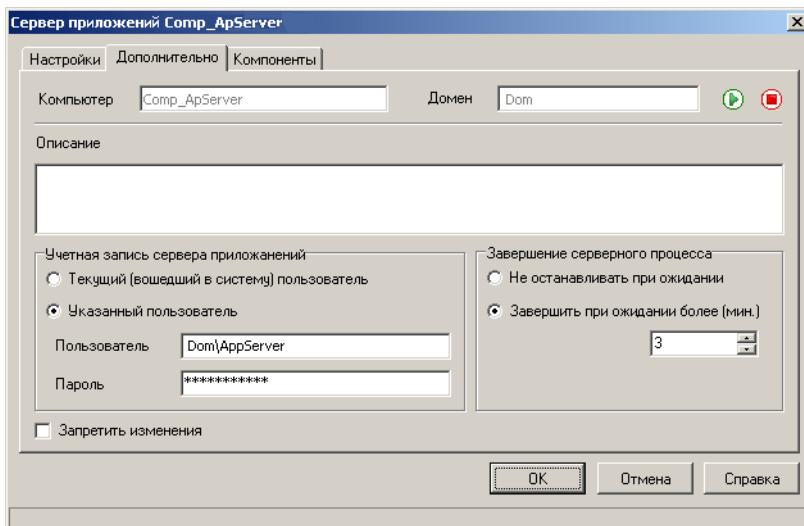 Сервер приложений Comp_ApServer
Настройки Дополнительно Компоненты
Компьютер Comp_ApServer Домен Dom
Описание
Учетная запись сервера приложанений
Текущий (вошедший в систему) пользователь
Указанный пользователь
Пользователь Dom\AppServer
Пароль ***********
Завершение серверного процесса
Не останавливать при ожидании
Завершить при ожидании более (мин.)
3
Запретить изменения
OK Отмена Справка